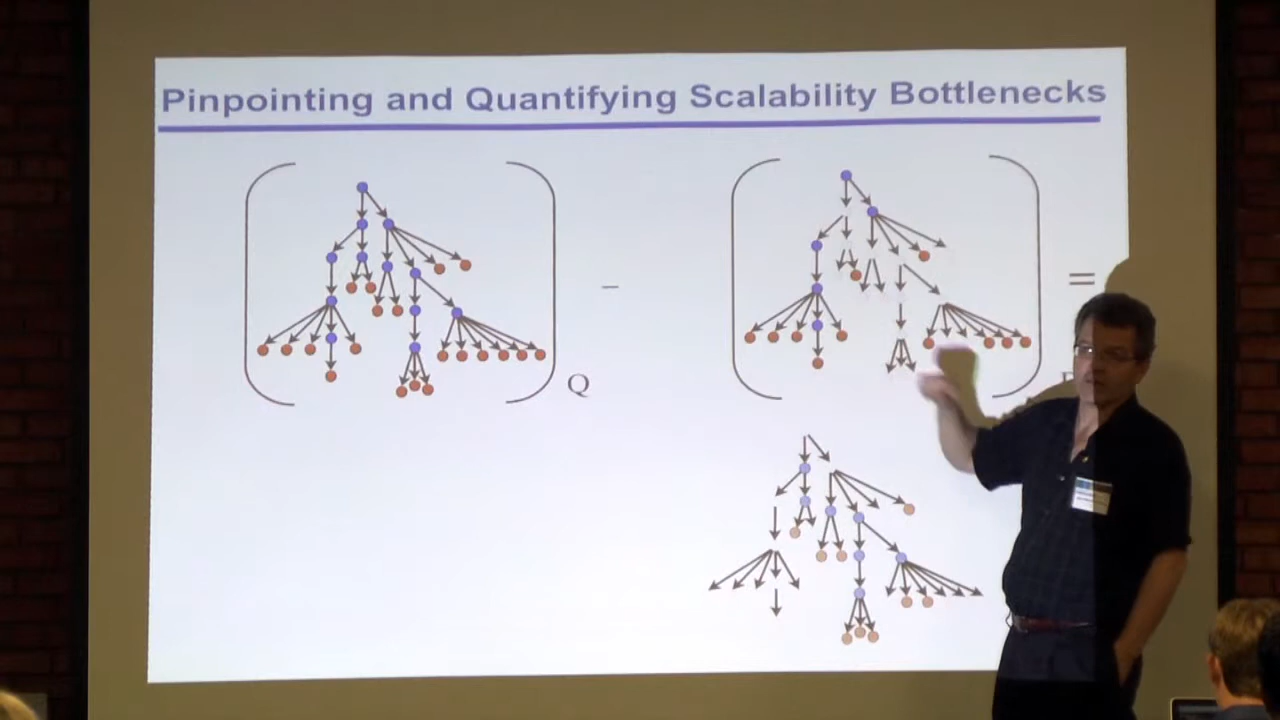 Pinpointing and Quantifying Scalability Bottlenecks
− =
Q